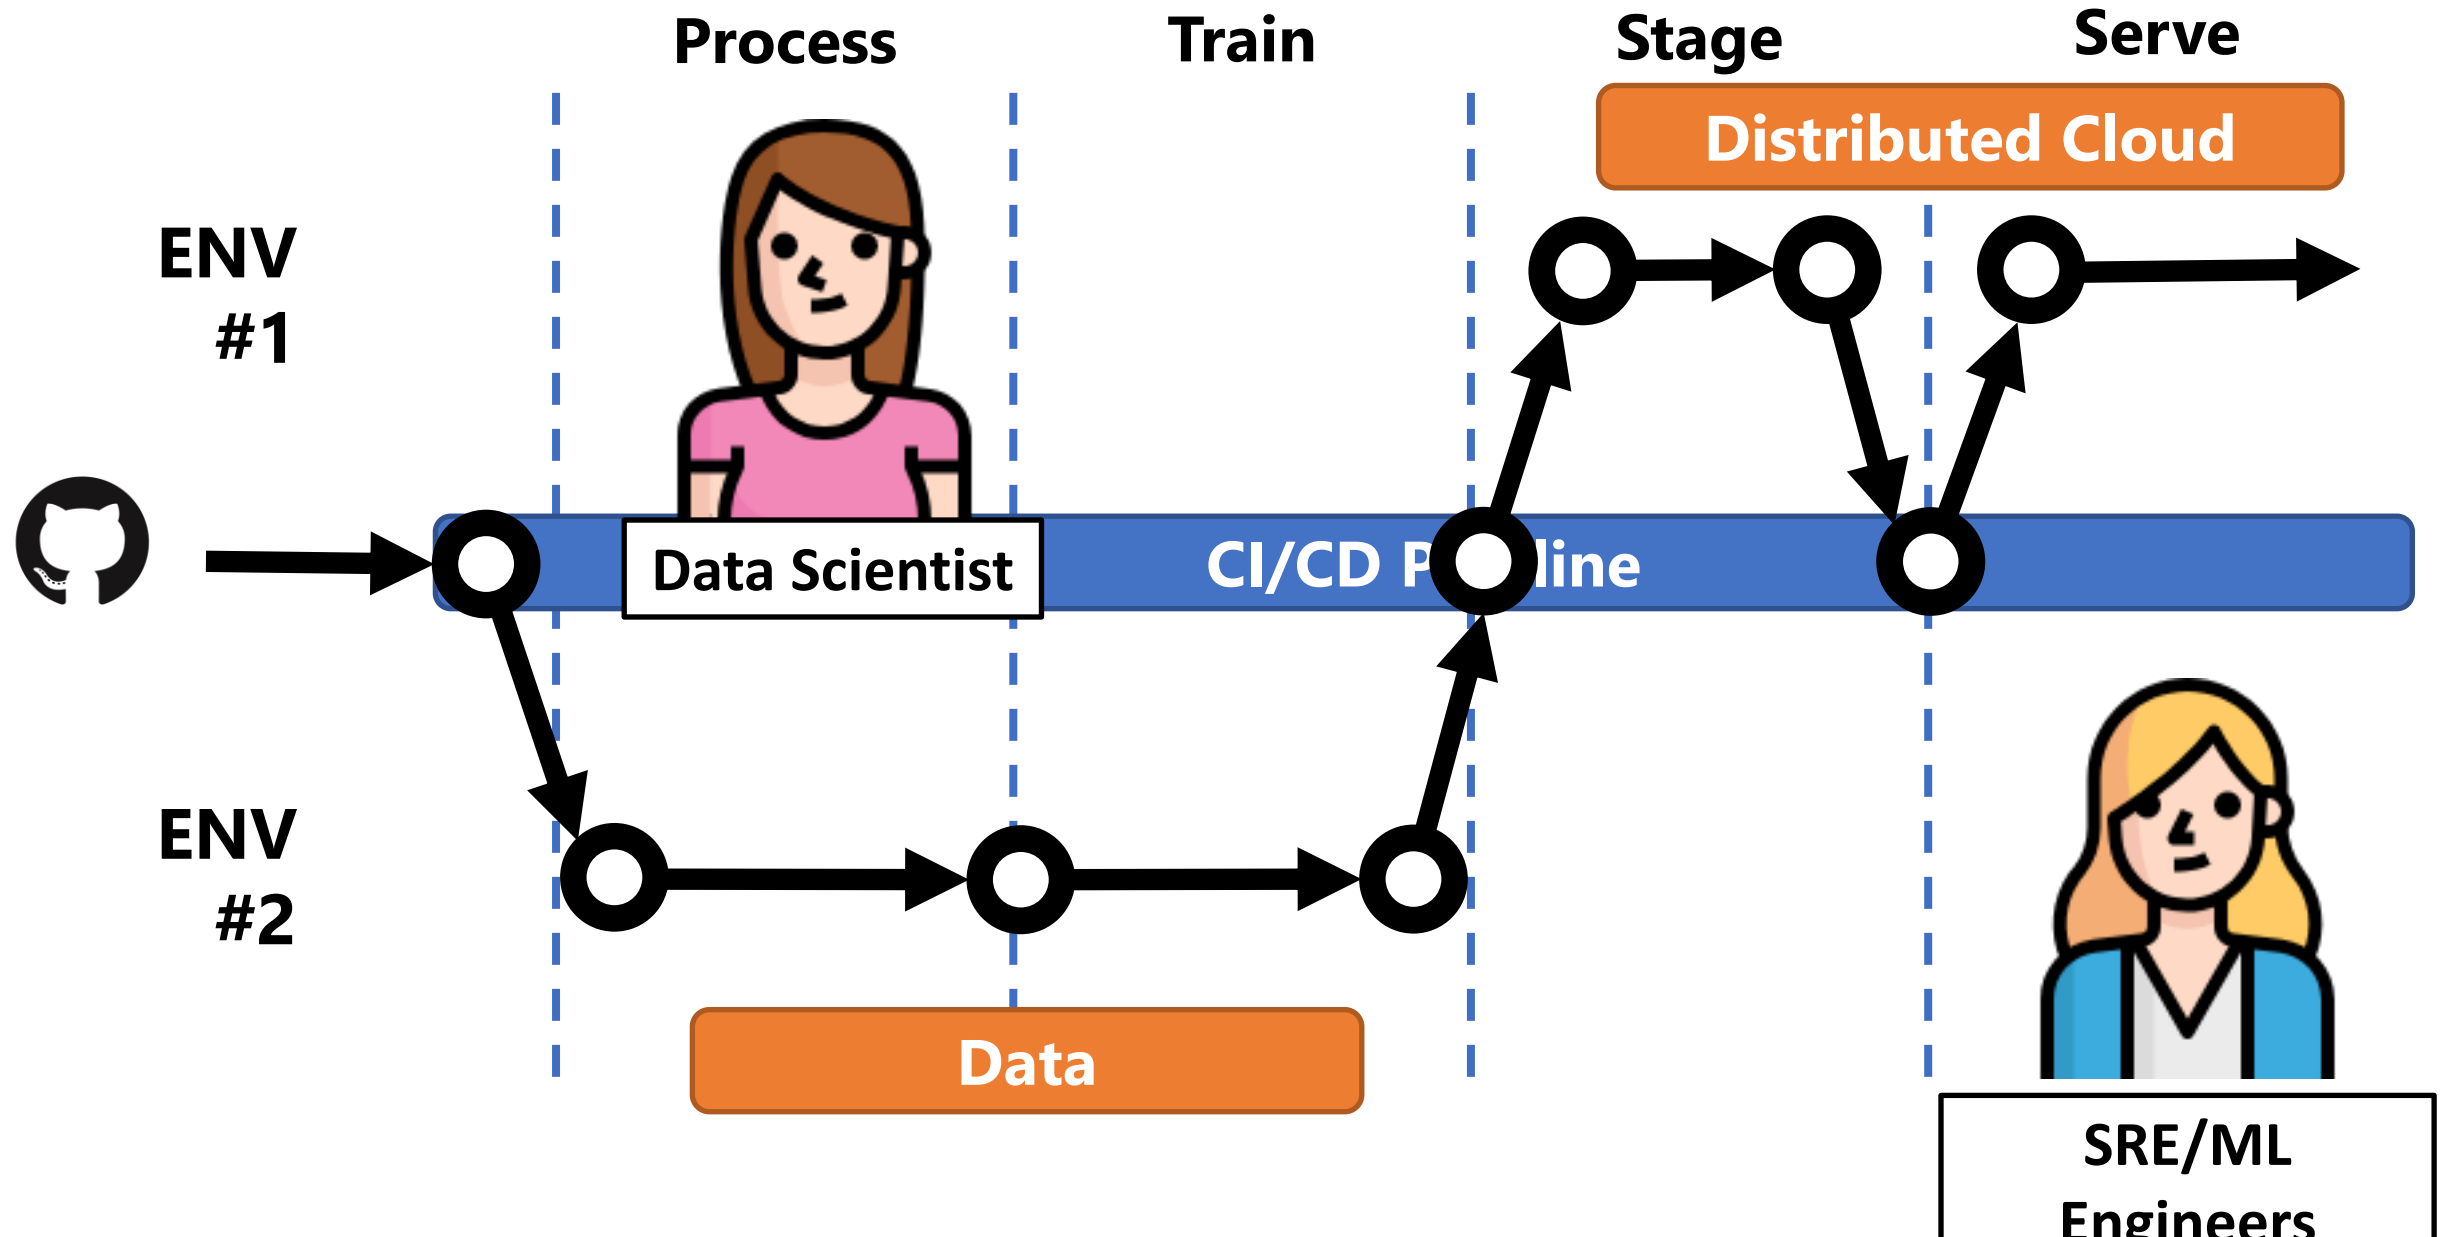 Process
Train
Stage
Serve
Distributed Cloud
ENV
#1
Data Scientist
CI/CD P line
ENV
#2
Data
SRE/ML
Engineers